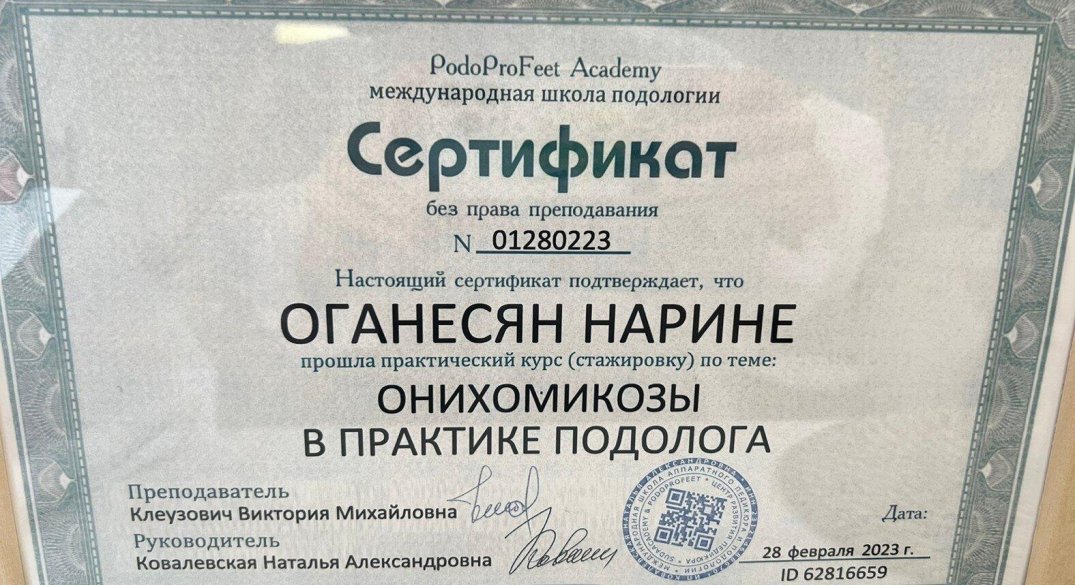 PodoProFeet Academy
международная школа подологии
Сертификат
без права преподавания
N 01280223
Настоящий сертификат подтверждает, что
ОГАНЕСЯН НАРИНЕ
прошла практический курс (стажировку) по теме:
ОНИХОМИКОЗЫ
В ПРАКТИКЕ ПОДОЛОГА
Преподаватель
Клеузович Виктория Михайловна
Руководитель
Ковалевская Наталья Александровна
Дата:
28 февраля 2023 г.
ID 62816659